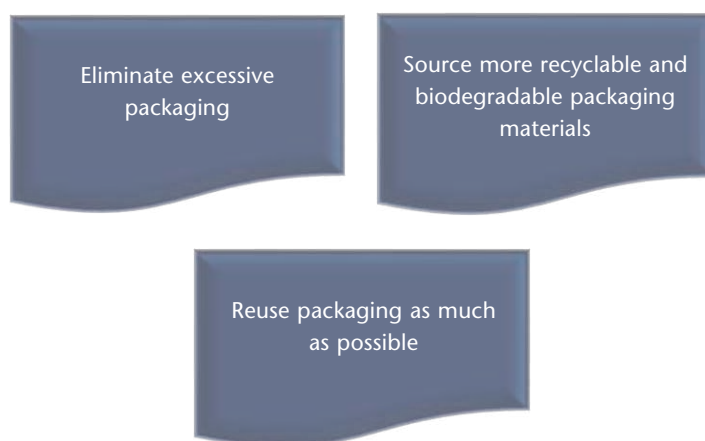 Eliminate excessive
packaging
Source more recyclable and
biodegradable packaging
materials
Reuse packaging as much
as possible